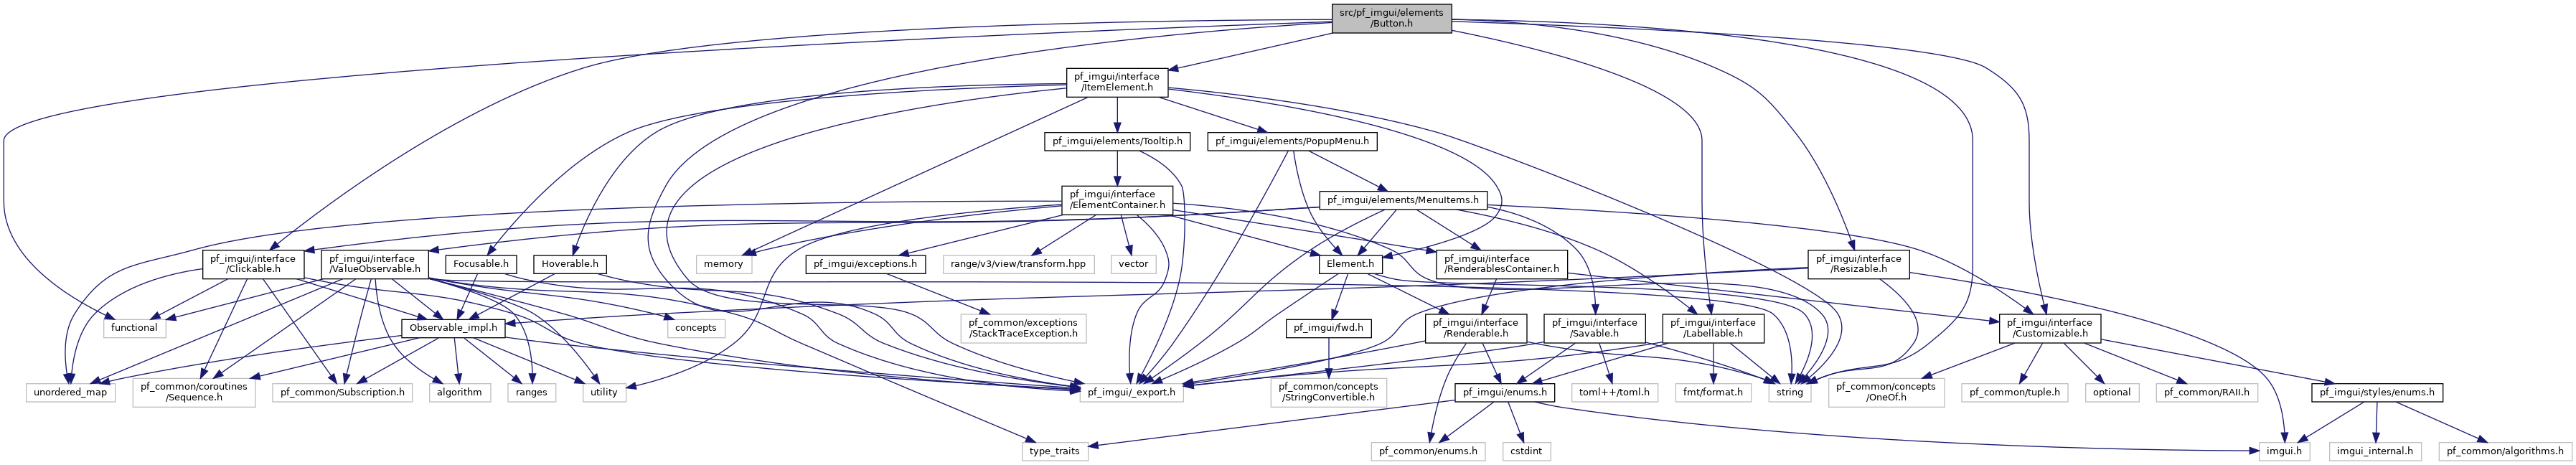 src/pf_imgui/elements
/Button.h
pf_imgui/interface
/ItemElement.h
pf_imgui/elements/Tooltip.h
pf_imgui/elements/PopupMenu.h
pf_imgui/interface
/ElementContainer.h
pf_imgui/elements/MenuItems.h
pf_imgui/interface
/Clickable.h
pf_imgui/interface
/ValueObservable.h
Focusable.h
Hoverable.h
memory
pf_imgui/exceptions.h
range/v3/view/transform.hpp
vector
Element.h
pf_imgui/interface
/RenderablesContainer.h
pf_imgui/interface
/Resizable.h
functional
Observable_impl.h
concepts
pf_common/exceptions
/StackTraceException.h
pf_imgui/fwd.h
pf_imgui/interface
/Renderable.h
pf_imgui/interface
/Savable.h
pf_imgui/interface
/Labellable.h
pf_imgui/interface
/Customizable.h
unordered_map
pf_common/coroutines
/Sequence.h
pf_common/Subscription.h
algorithm
ranges
utility
pf_imgui/_export.h
pf_common/concepts
/StringConvertible.h
pf_imgui/enums.h
toml++/toml.h
fmt/format.h
string
pf_common/concepts
/OneOf.h
pf_common/tuple.h
optional
pf_common/RAII.h
pf_imgui/styles/enums.h
type_traits
pf_common/enums.h
cstdint
imgui.h
imgui_internal.h
pf_common/algorithms.h